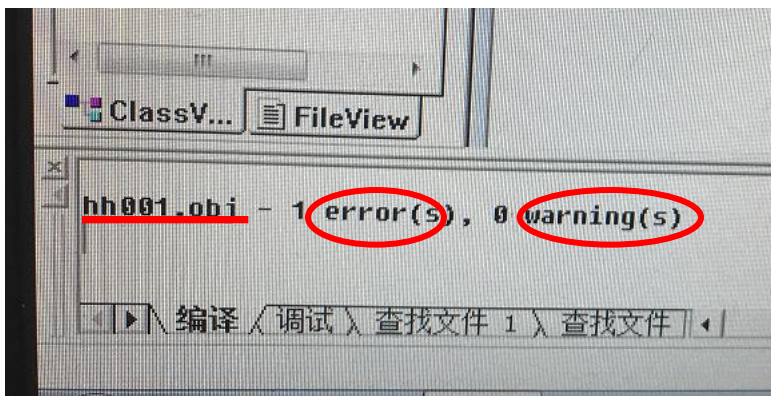 ClassV... FileView
hh001.obj - 1 error(s), 0 warning(s)
编译 调试 查找文件 1 查找文件